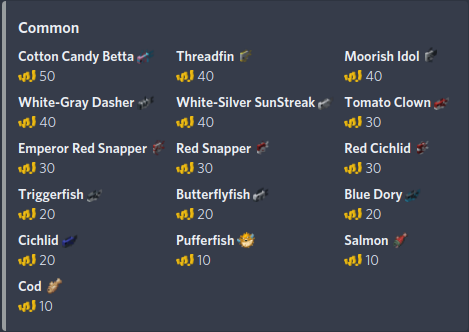 Common
Cotton Candy Betta Threadfin Moorish Idol
50 40 40
White-Gray Dasher White-Silver SunStreak Tomato Clown
40 40 30
Emperor Red Snapper Red Snapper Red Cichlid
30 30 30
Triggerfish Butterflyfish Blue Dory
20 20 20
Cichlid Pufferfish Salmon
20 10 10
Cod
10